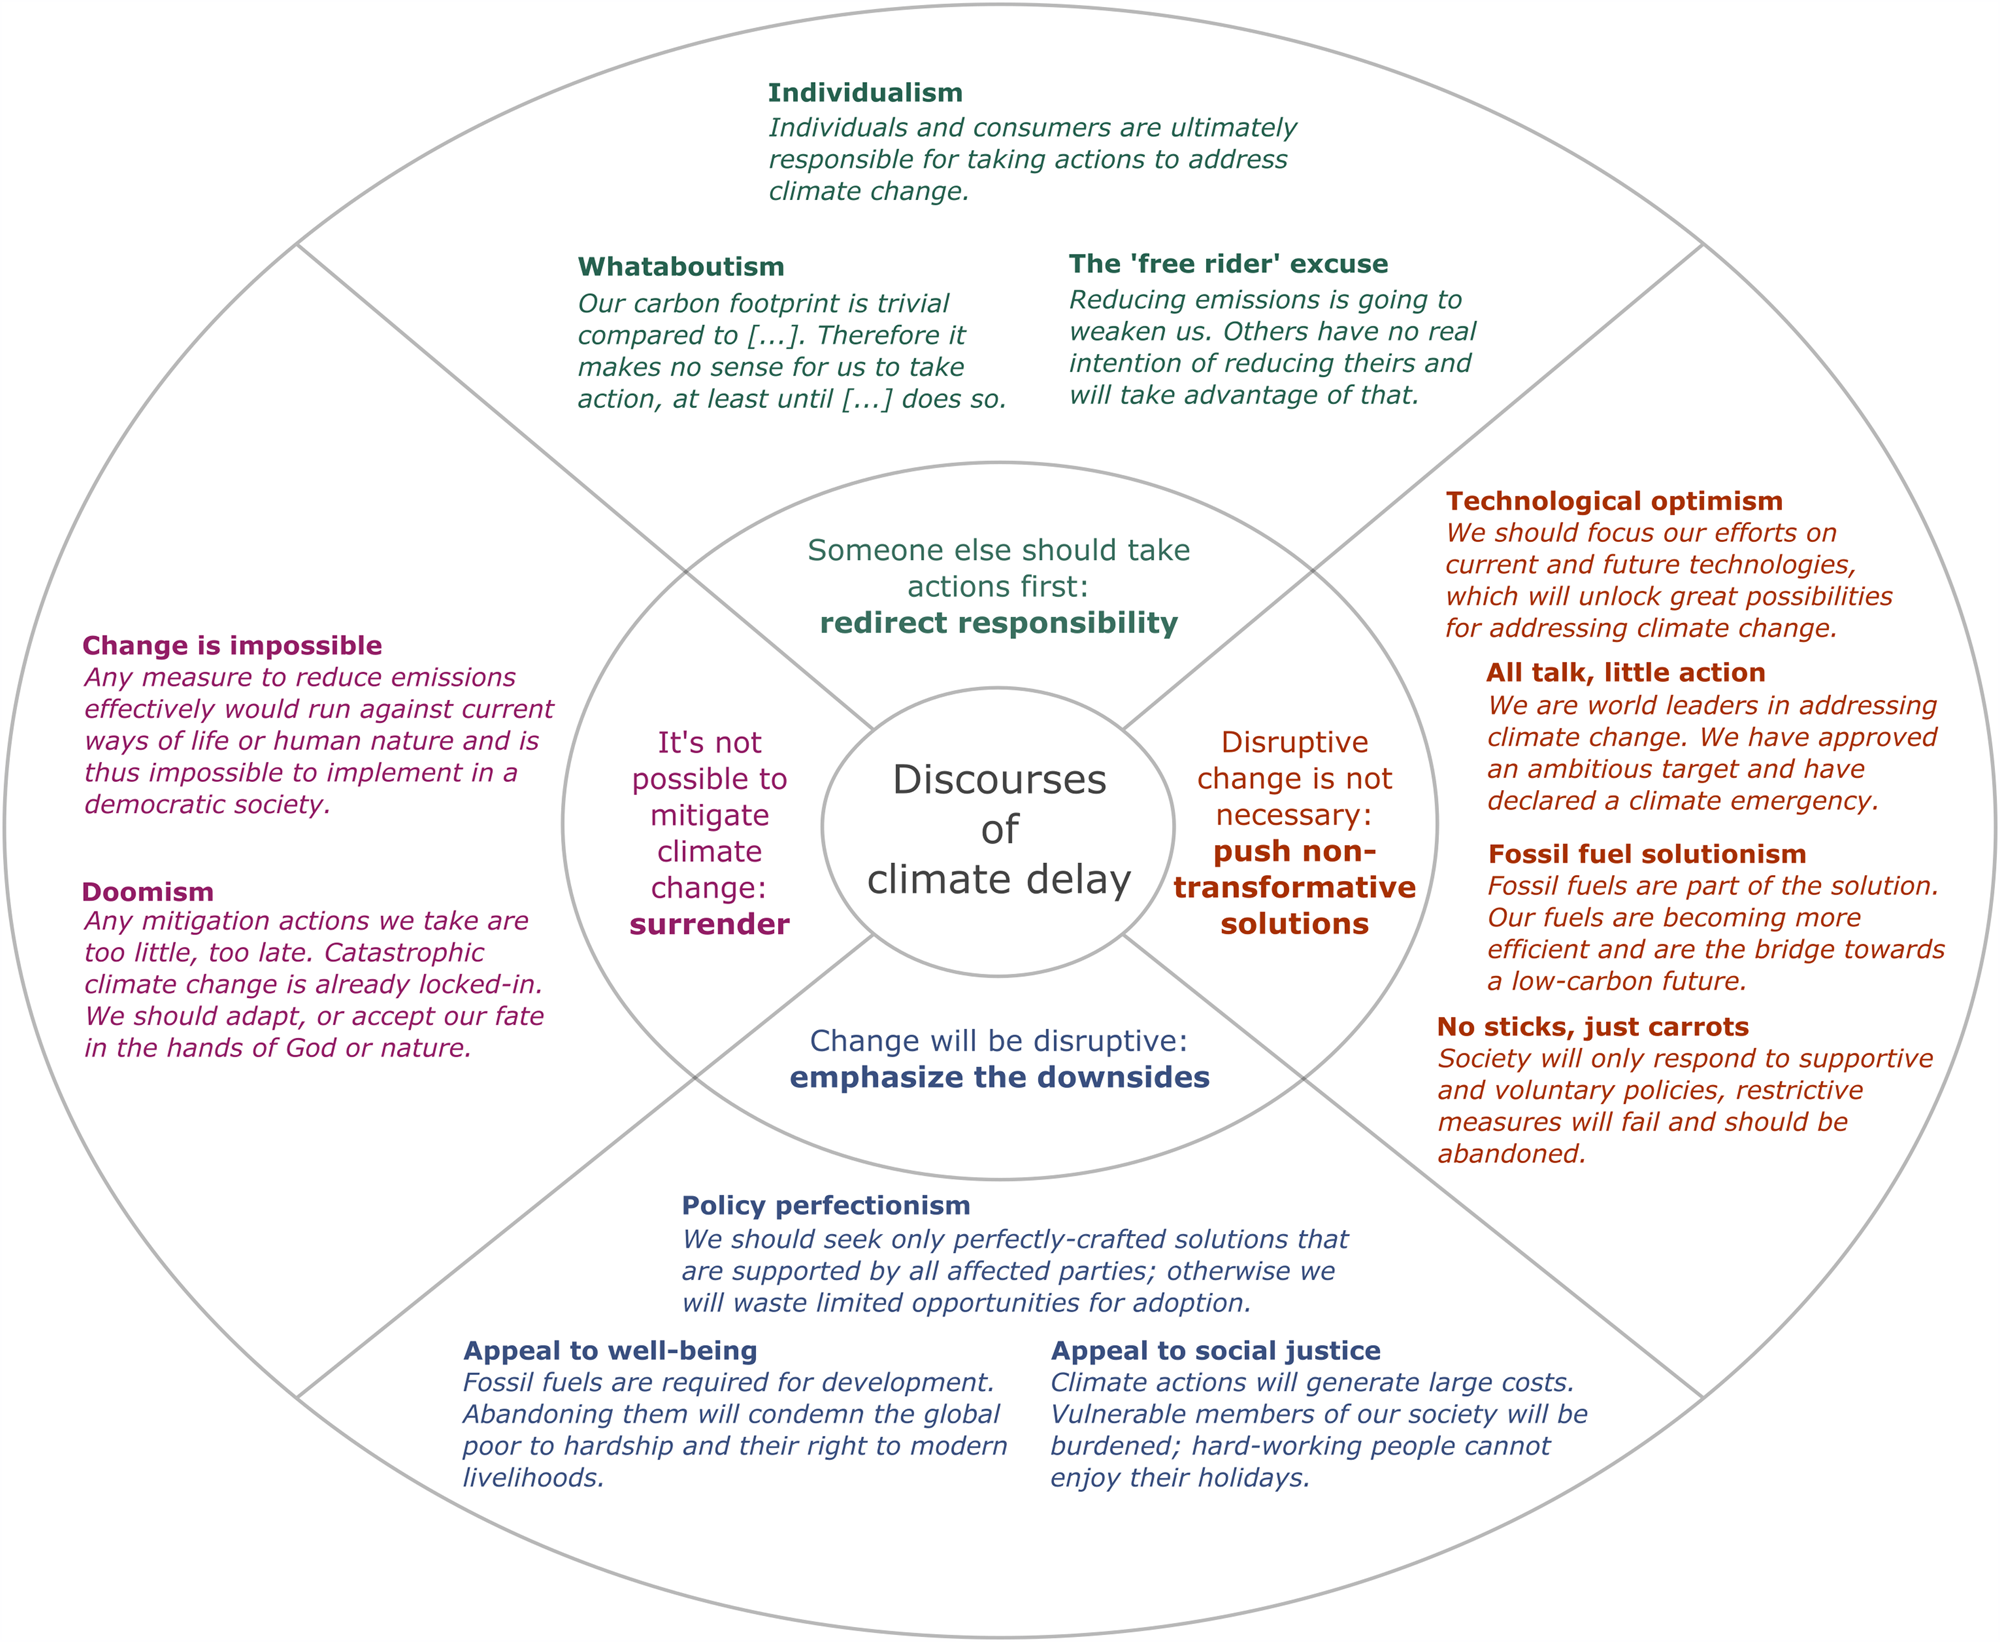 Individualism
Individuals and consumers are ultimately
responsible for taking actions to address
climate change.
Whataboutism
Our carbon footprint is trivial
compared to [...]. Therefore it
makes no sense for us to take
action, at least until [...] does so.
The 'free rider' excuse
Reducing emissions is going to
weaken us. Others have no real
intention of reducing theirs and
will take advantage of that.
Someone else should take
actions first:
redirect responsibility
Technological optimism
We should focus our efforts on
current and future technologies,
which will unlock great possibilities
for addressing climate change.
All talk, little action
We are world leaders in addressing
climate change. We have approved
an ambitious target and have
declared a climate emergency.
Fossil fuel solutionism
Fossil fuels are part of the solution.
Our fuels are becoming more
efficient and are the bridge towards
a low-carbon future.
No sticks, just carrots
Society will only respond to supportive
and voluntary policies, restrictive
measures will fail and should be
abandoned.
Disruptive
change is not
necessary:
push non-
transformative
solutions
Discourses
of
climate delay
It's not
possible to
mitigate
climate
change:
surrender
Change is impossible
Any measure to reduce emissions
effectively would run against current
ways of life or human nature and is
thus impossible to implement in a
democratic society.
Doomism
Any mitigation actions we take are
too little, too late. Catastrophic
climate change is already locked-in.
We should adapt, or accept our fate
in the hands of God or nature.
Change will be disruptive:
emphasize the downsides
Policy perfectionism
We should seek only perfectly-crafted solutions that
are supported by all affected parties; otherwise we
will waste limited opportunities for adoption.
Appeal to well-being
Fossil fuels are required for development.
Abandoning them will condemn the global
poor to hardship and their right to modern
livelihoods.
Appeal to social justice
Climate actions will generate large costs.
Vulnerable members of our society will be
burdened; hard-working people cannot
enjoy their holidays.